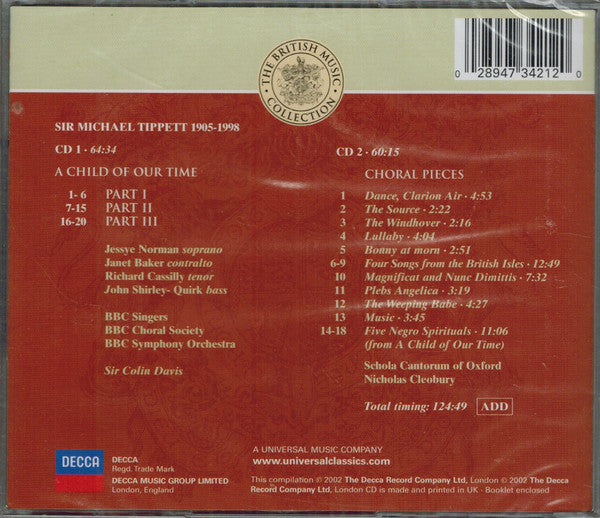 THE BRITISH MUSIC COLLECTION
0 28947 34212 0
SIR MICHAEL TIPPETT 1905-1998
CD 1 · 64:34
A CHILD OF OUR TIME
1- 6 PART I
7-15 PART II
16-20 PART III
Jessye Norman soprano
Janet Baker contralto
Richard Cassilly tenor
John Shirley- Quirk bass
BBC Singers
BBC Choral Society
BBC Symphony Orchestra
Sir Colin Davis
CD 2 · 60:15
CHORAL PIECES
1 Dance, Clarion Air · 4:53
2 The Source · 2:22
3 The Windhover · 2:16
4 Lullaby · 4:04
5 Bonny at morn · 2:51
6-9 Four Songs from the British Isles · 12:49
10 Magnificat and Nunc Dimittis · 7:32
11 Plebs Angelica · 3:19
12 The Weeping Babe · 4:27
13 Music · 3:45
14-18 Five Negro Spirituals · 11:06
(from A Child of Our Time)
Schola Cantorum of Oxford
Nicholas Cleobury
Total timing: 124:49 ADD
DECCA
DECCA
Regd. Trade Mark
DECCA MUSIC GROUP LIMITED
London, England
A UNIVERSAL MUSIC COMPANY
www.universalclassics.com
This compilation ℗ 2002 The Decca Record Company Ltd, London © 2002 The Decca
Record Company Ltd, London CD is made and printed in UK · Booklet enclosed